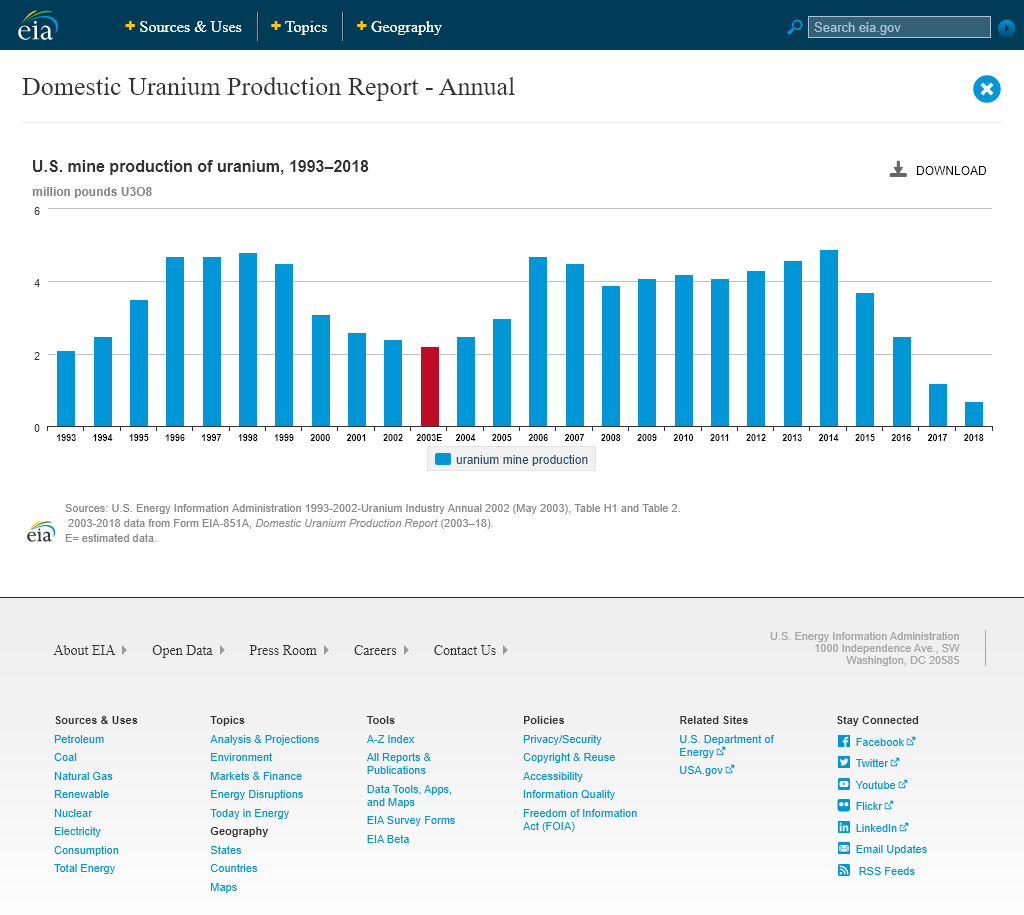 eia
Sources & Uses
Topics
Geography
Search eia.gov
Domestic Uranium Production Report - Annual
U.S. mine production of uranium, 1993–2018
DOWNLOAD
million pounds U3O8
6
4
2
0
1993 1994 1995 1996 1997 1998 1999 2000 2001 2002 2003E 2004 2005 2006 2007 2008 2009 2010 2011 2012 2013 2014 2015 2016 2017 2018
uranium mine production
Sources: U.S. Energy Information Administration 1993-2002-Uranium Industry Annual 2002 (May 2003), Table H1 and Table 2.
2003-2018 data from Form EIA-851A, Domestic Uranium Production Report (2003–18).
eia
E= estimated data.
About EIA
Open Data
Press Room
Careers
Contact Us
U.S. Energy Information Administration
1000 Independence Ave., SW
Washington, DC 20585
Sources & Uses
Petroleum
Coal
Natural Gas
Renewable
Nuclear
Electricity
Consumption
Total Energy
Topics
Analysis & Projections
Environment
Markets & Finance
Energy Disruptions
Today in Energy
Geography
States
Countries
Maps
Tools
A-Z Index
All Reports &
Publications
Data Tools, Apps,
and Maps
EIA Survey Forms
EIA Beta
Policies
Privacy/Security
Copyright & Reuse
Accessibility
Information Quality
Freedom of Information
Act (FOIA)
Related Sites
U.S. Department of
Energy
USA.gov
Stay Connected
Facebook
Twitter
Youtube
Flickr
LinkedIn
Email Updates
RSS Feeds